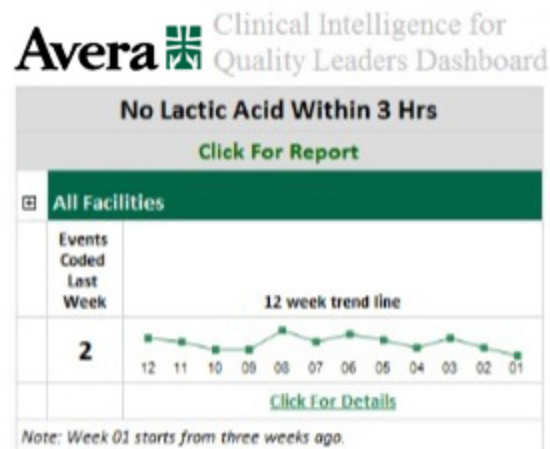 Avera Clinical Intelligence for
Quality Leaders Dashboard
No Lactic Acid Within 3 Hrs
Click For Report
All Facilities
Events
Coded
Last
Week
12 week trend line
2
12 11 10 09 08 07 06 05 04 03 02 01
Click For Details
Note: Week 01 starts from three weeks ago.